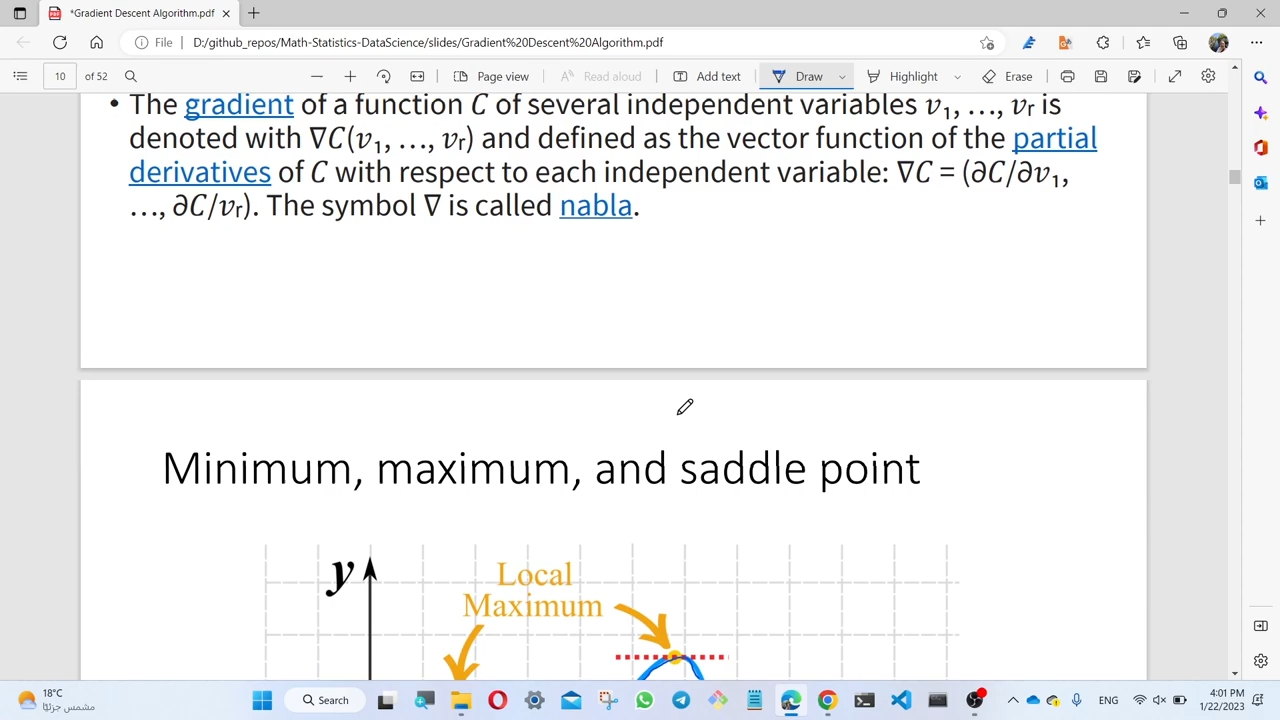 *Gradient Descent Algorithm.pdf
File D:/github_repos/Math-Statistics-DataScience/slides/Gradient%20Descent%20Algorithm.pdf
10 of 52 Page view Read aloud Add text Draw Highlight Erase
• The gradient of a function 𝐶 of several independent variables 𝑣₁, …, 𝑣ᵣ is
denoted with ∇𝐶(𝑣₁, …, 𝑣ᵣ) and defined as the vector function of the partial
derivatives of 𝐶 with respect to each independent variable: ∇𝐶 = (∂𝐶/∂𝑣₁,
…, ∂𝐶/𝑣ᵣ). The symbol ∇ is called nabla.
Minimum, maximum, and saddle point
y
Local
Maximum
18°C
مشمس جزئيًا
Search
ENG
4:01 PM
1/22/2023